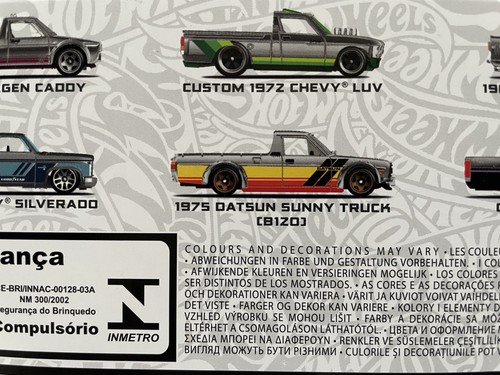 GEN CADDY
CUSTOM 1972 CHEVY® LUV
19
Y® SILVERADO
1975 DATSUN SUNNY TRUCK
[B120]
ança
CE-BRI/INNAC-00128-03A
NM 300/2002
Segurança do Brinquedo
Compulsório
INMETRO
COLOURS AND DECORATIONS MAY VARY • LES COULEU
• ABWEICHUNGEN IN FARBE UND GESTALTUNG VORBEHALTEN. • I COL
• AFWIJKENDE KLEUREN EN VERSIERINGEN MOGELIJK • LOS COLORES
SER DISTINTOS DE LOS MOSTRADOS. • AS CORES E AS DECORAÇÕES P
OCH DEKORATIONER KAN VARIERA • VÄRIT JA KUVIOT VOIVAT VAIHDEL
DET VISTE • FARGER OG DEKOR KAN VARIERE • KOLORY I ELEMENTY D
VZHLED VÝROBKU SE MOHOU LIŠIT • FARBY A DEKORÁCIE SA MÔ
ELTÉRHET A CSOMAGOLÁSON LÁTHATÓTÓL. • ЦВЕТА И ОФОРМЛЕНИЕ
ΣΧΕΔΙΑ ΜΠΟΡΕΙ ΝΑ ΔΙΑΦΕΡΟΥΝ • RENKLER VE SÜSLEMELER ÇEŞİTLİLİ
ВИГЛЯД МОЖУТЬ БУТИ РІЗНИМИ • CULORILE ŞI DECORAŢIUNILE POT V